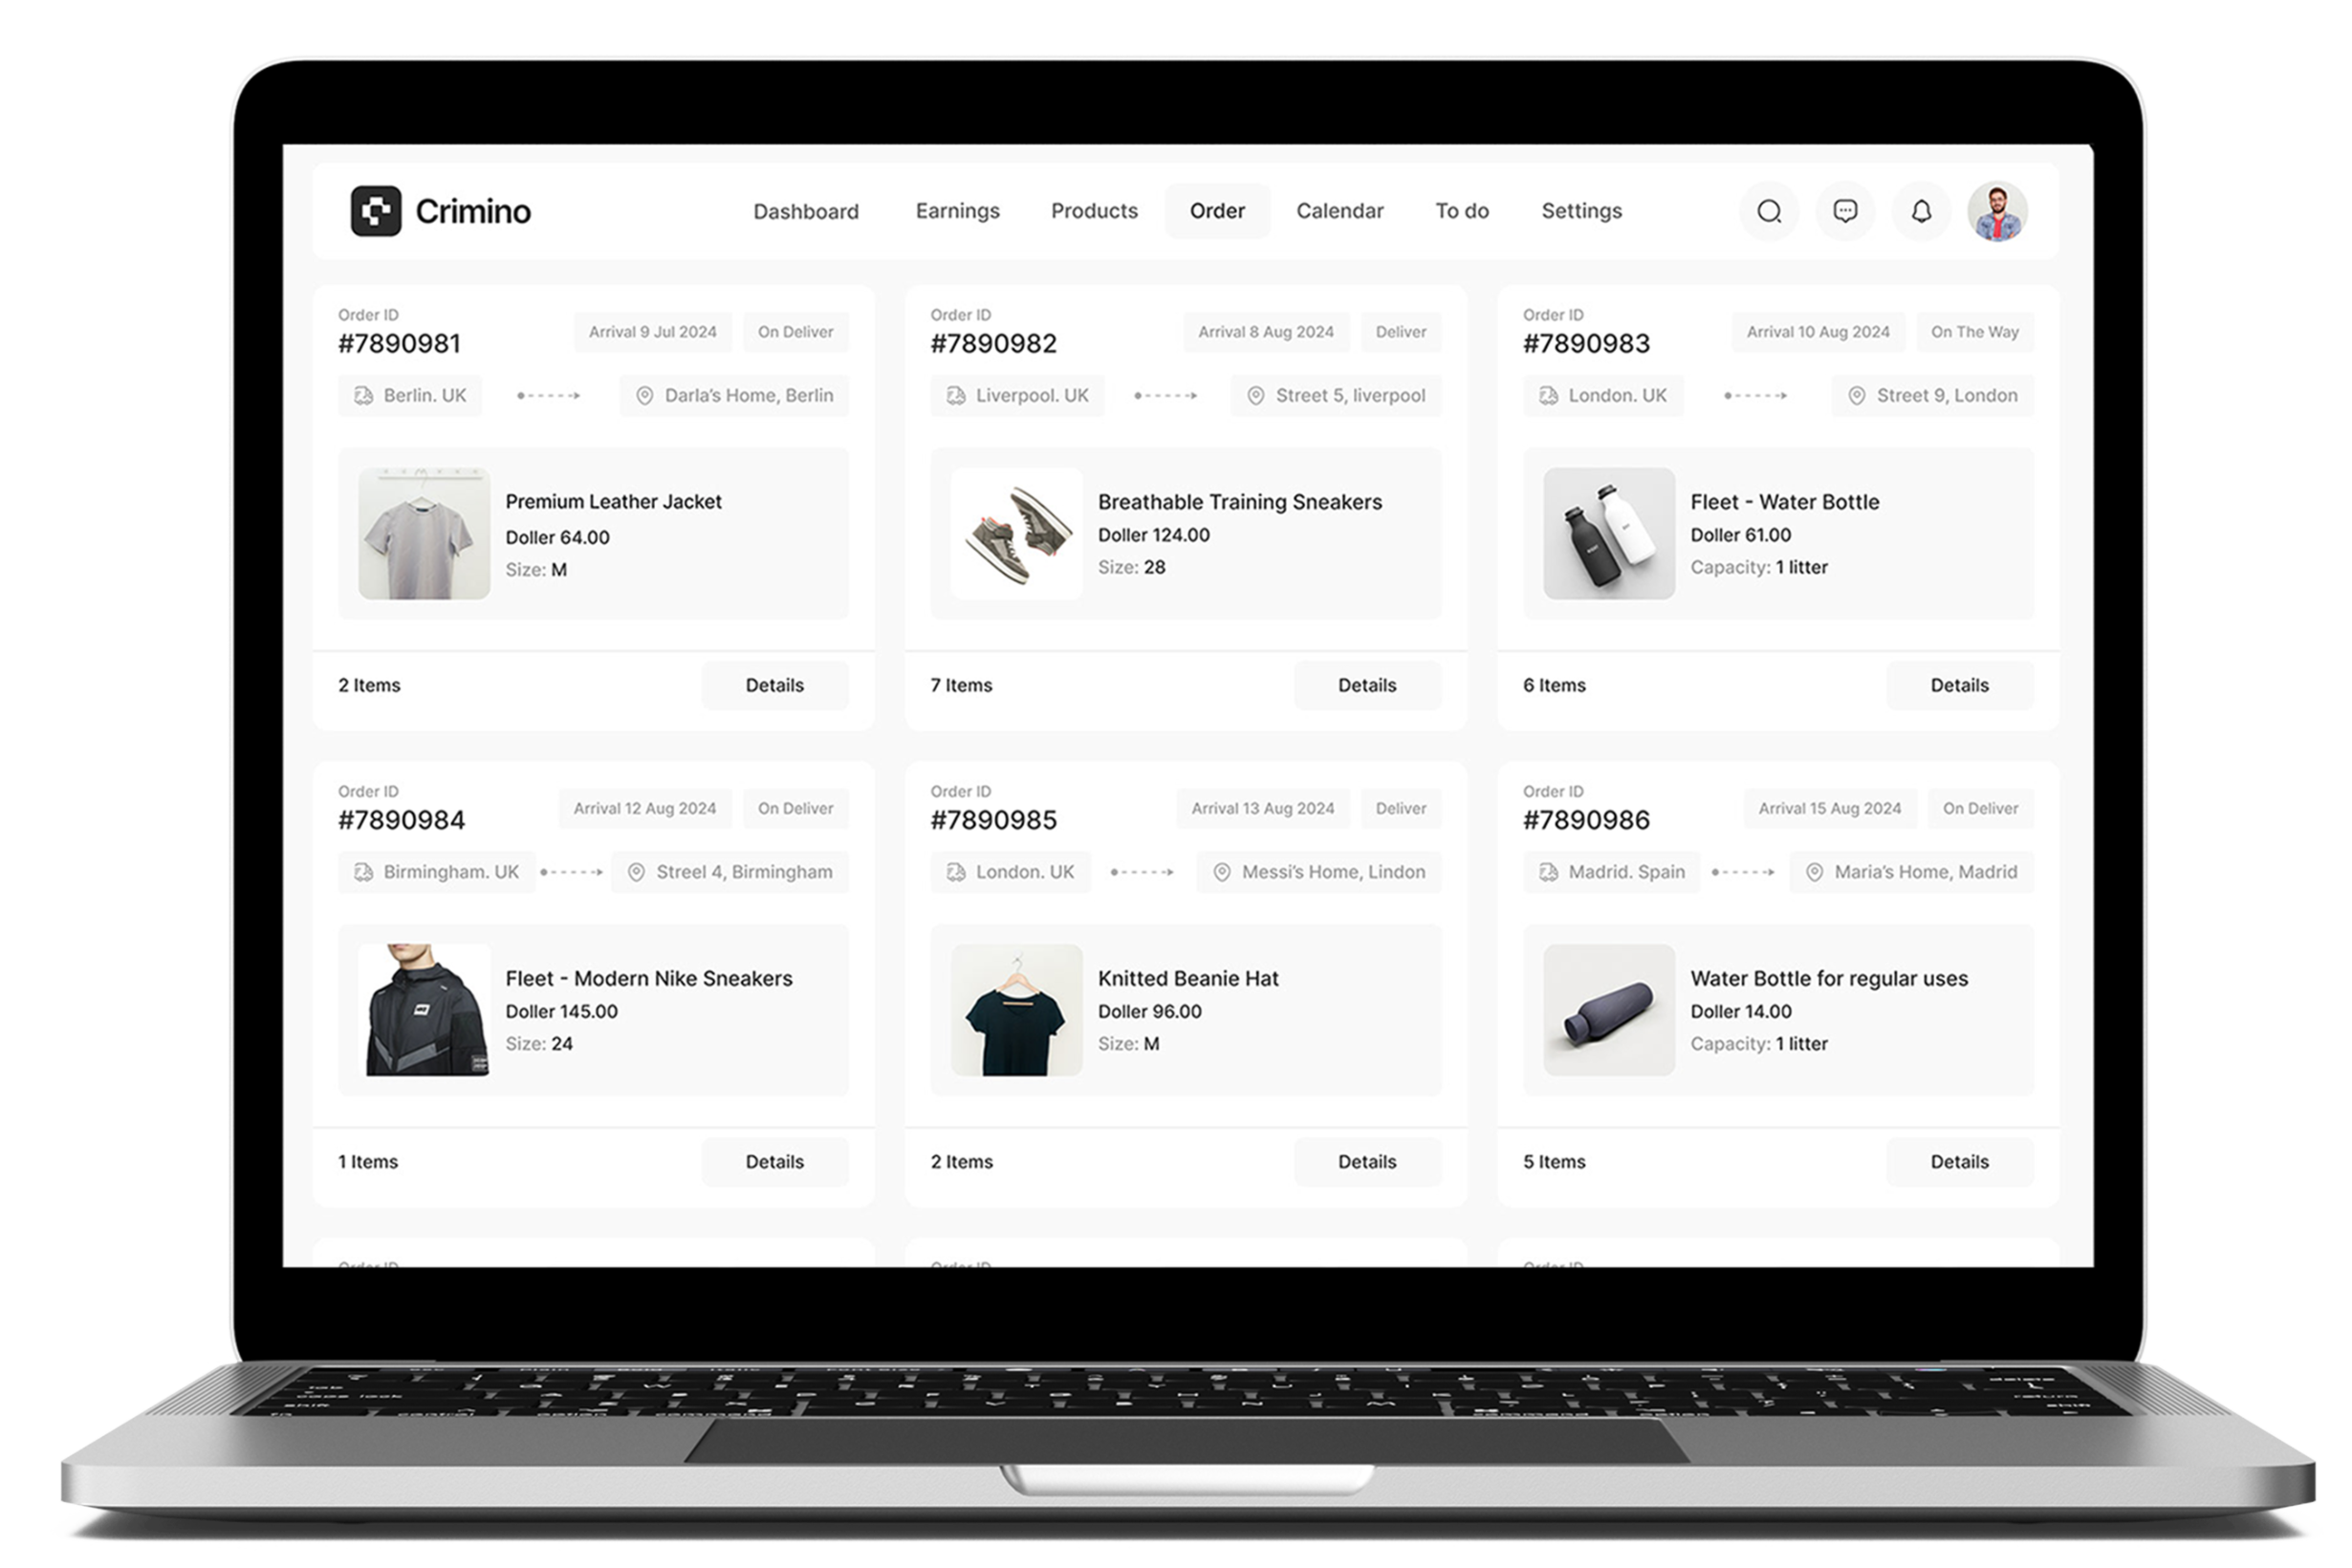 Crimino
Dashboard
Earnings
Products
Order
Calendar
To do
Settings
Order ID
#7890981
Arrival 9 Jul 2024
On Deliver
Berlin. UK
Darla's Home, Berlin
Premium Leather Jacket
Doller 64.00
Size: M
2 Items
Details
Order ID
#7890982
Arrival 8 Aug 2024
Deliver
Liverpool. UK
Street 5, liverpool
Breathable Training Sneakers
Doller 124.00
Size: 28
7 Items
Details
Order ID
#7890983
Arrival 10 Aug 2024
On The Way
London. UK
Street 9, London
Fleet - Water Bottle
Doller 61.00
Capacity: 1 litter
6 Items
Details
Order ID
#7890984
Arrival 12 Aug 2024
On Deliver
Birmingham. UK
Streel 4, Birmingham
Fleet - Modern Nike Sneakers
Doller 145.00
Size: 24
1 Items
Details
Order ID
#7890985
Arrival 13 Aug 2024
Deliver
London. UK
Messi's Home, Lindon
Knitted Beanie Hat
Doller 96.00
Size: M
2 Items
Details
Order ID
#7890986
Arrival 15 Aug 2024
On Deliver
Madrid. Spain
Maria's Home, Madrid
Water Bottle for regular uses
Doller 14.00
Capacity: 1 litter
5 Items
Details
Order ID
Order ID
Order ID